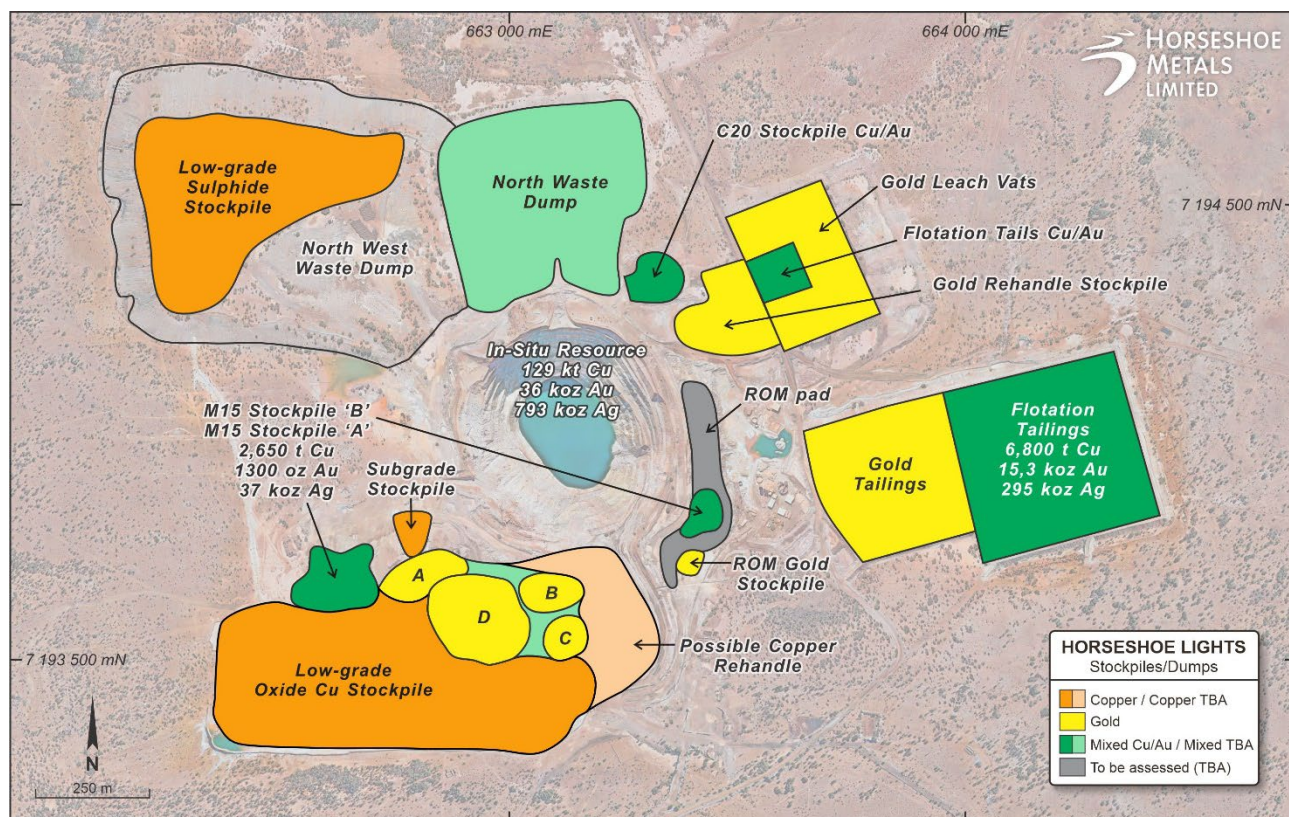 663 000 mE
664 000 mE
HORSESHOE
METALS
LIMITED
C20 Stockpile Cu/Au
Low-grade
Sulphide
Stockpile
North Waste
Dump
Gold Leach Vats
7 194 500 mN
Flotation Tails Cu/Au
North West
Waste Dump
Gold Rehandle Stockpile
In-Situ Resource
129 kt Cu
36 koz Au
793 koz Ag
ROM pad
M15 Stockpile ‘B’
M15 Stockpile ‘A’
2,650 t Cu
1300 oz Au
37 koz Ag
Subgrade
Stockpile
Gold
Tailings
Flotation
Tailings
6,800 t Cu
15,3 koz Au
295 koz Ag
ROM Gold
Stockpile
A
B
D
C
Possible Copper
Rehandle
7 193 500 mN
Low-grade
Oxide Cu Stockpile
HORSESHOE LIGHTS
Stockpiles/Dumps
Copper / Copper TBA
Gold
Mixed Cu/Au / Mixed TBA
To be assessed (TBA)
N
250 m